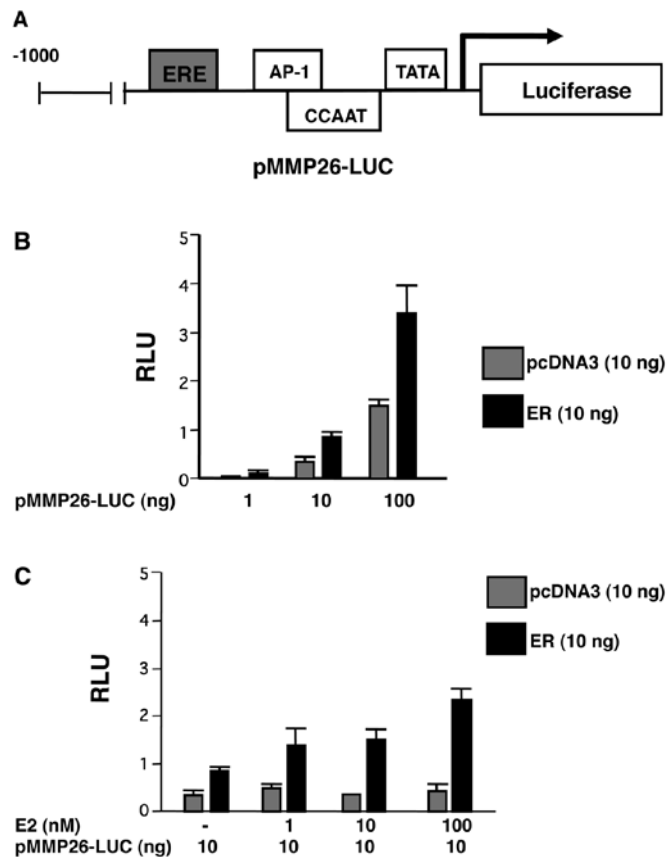 A
-1000
ERE
AP-1
TATA
CCAAT
Luciferase
pMMP26-LUC
B
5
4
3
2
1
0
RLU
pcDNA3 (10 ng)
ER (10 ng)
pMMP26-LUC (ng) 1 10 100
C
pcDNA3 (10 ng)
ER (10 ng)
5
4
3
2
1
0
RLU
E2 (nM) - 1 10 100
pMMP26-LUC (ng) 10 10 10 10